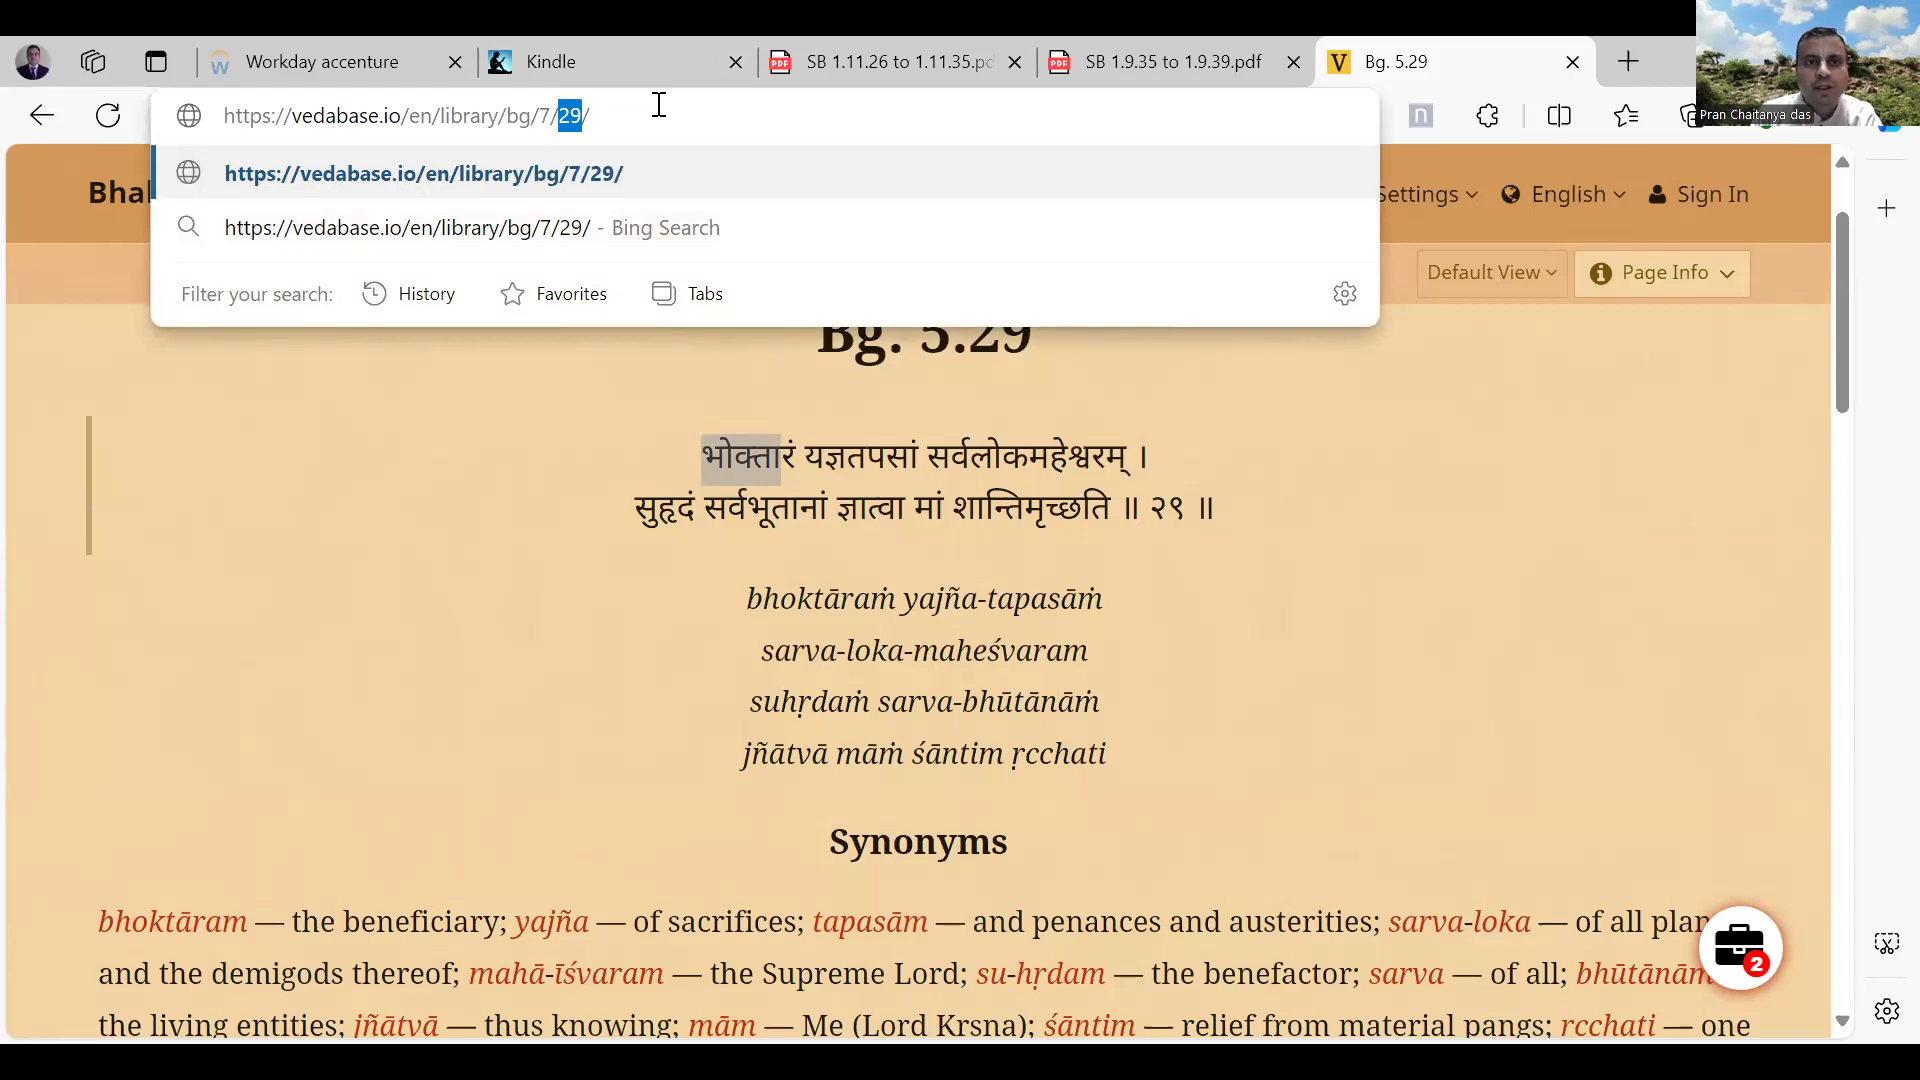 Workday accenture
Kindle
SB 1.11.26 to 1.11.35.pd
SB 1.9.35 to 1.9.39.pdf
Bg. 5.29
Pran Chaitanya das
https://vedabase.io/en/library/bg/7/29/
https://vedabase.io/en/library/bg/7/29/
https://vedabase.io/en/library/bg/7/29/ - Bing Search
Filter your search: History Favorites Tabs
Settings English Sign In
Default View Page Info
Bg. 5.29
भोक्तारं यज्ञतपसां सर्वलोकमहेश्वरम् ।
सुहृदं सर्वभूतानां ज्ञात्वा मां शान्तिमृच्छति ॥ २९ ॥
bhoktāraṁ yajña-tapasāṁ
sarva-loka-maheśvaram
suhṛdaṁ sarva-bhūtānāṁ
jñātvā māṁ śāntim ṛcchati
Synonyms
bhoktāram — the beneficiary; yajña — of sacrifices; tapasām — and penances and austerities; sarva-loka — of all plan
and the demigods thereof; mahā-īśvaram — the Supreme Lord; su-hṛdam — the benefactor; sarva — of all; bhūtānām
the living entities; jñātvā — thus knowing; mām — Me (Lord Kṛṣṇa); śāntim — relief from material pangs; ṛcchati — one
2